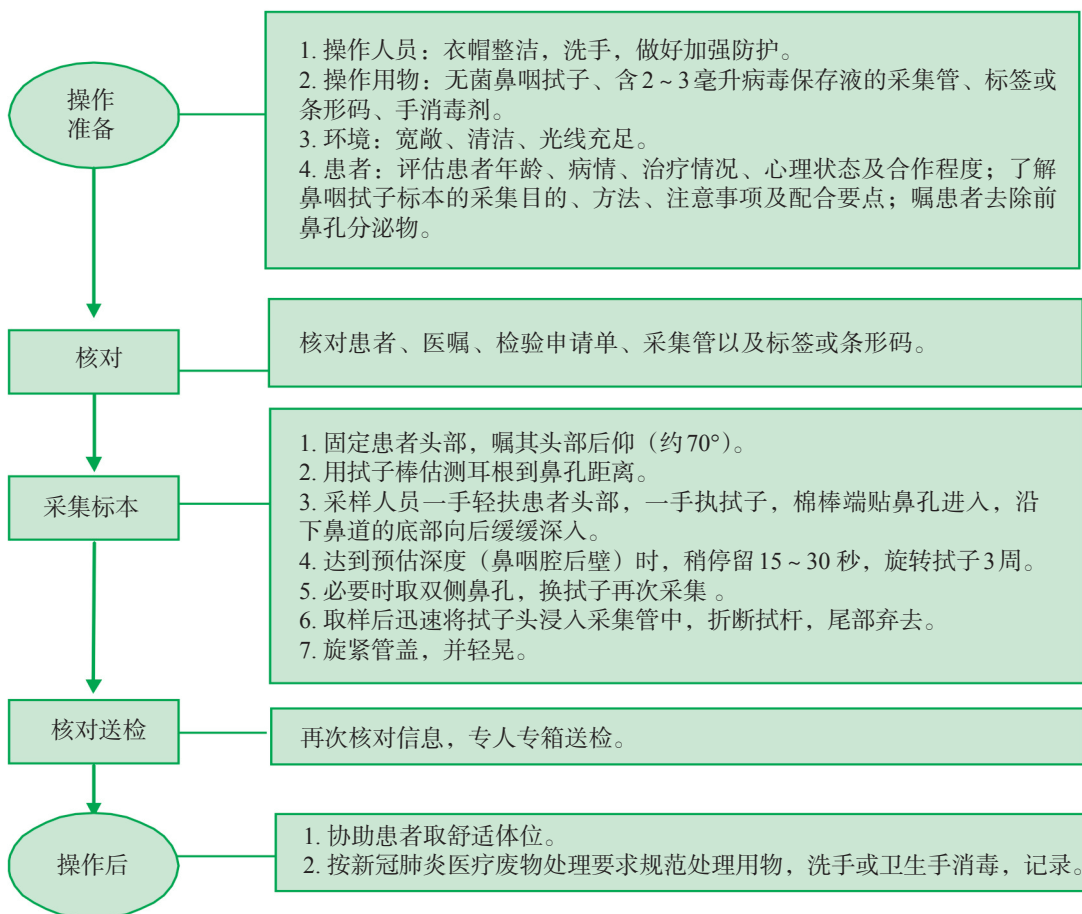 操作
准备
1. 操作人员：衣帽整洁，洗手，做好加强防护。
2. 操作用物：无菌鼻咽拭子、含2～3毫升病毒保存液的采集管、标签或
条形码、手消毒剂。
3. 环境：宽敞、清洁、光线充足。
4. 患者：评估患者年龄、病情、治疗情况、心理状态及合作程度；了解
鼻咽拭子标本的采集目的、方法、注意事项及配合要点；嘱患者去除前
鼻孔分泌物。
核对
核对患者、医嘱、检验申请单、采集管以及标签或条形码。
采集标本
1. 固定患者头部，嘱其头部后仰（约70°）。
2. 用拭子棒估测耳根到鼻孔距离。
3. 采样人员一手轻扶患者头部，一手执拭子，棉棒端贴鼻孔进入，沿
下鼻道的底部向后缓缓深入。
4. 达到预估深度（鼻咽腔后壁）时，稍停留15～30秒，旋转拭子3周。
5. 必要时取双侧鼻孔，换拭子再次采集 。
6. 取样后迅速将拭子头浸入采集管中，折断拭杆，尾部弃去。
7. 旋紧管盖，并轻晃。
核对送检
再次核对信息，专人专箱送检。
操作后
1. 协助患者取舒适体位。
2. 按新冠肺炎医疗废物处理要求规范处理用物，洗手或卫生手消毒，记录。